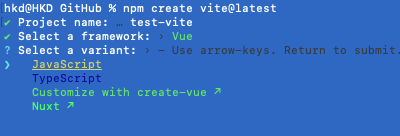 hkd@HKD GitHub % npm create vite@latest
✔ Project name: … test-vite
✔ Select a framework: › Vue
? Select a variant: › - Use arrow-keys. Return to submit.
❯ JavaScript
TypeScript
Customize with create-vue ↗
Nuxt ↗